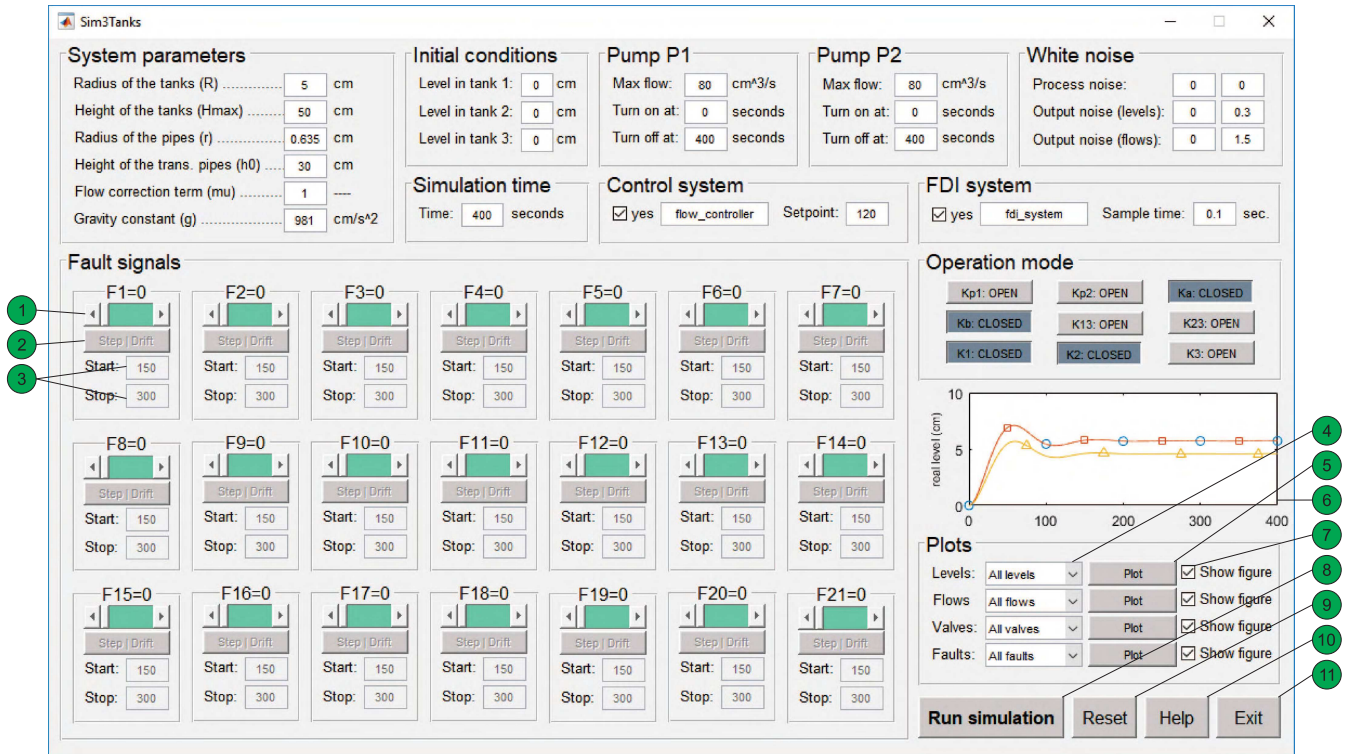 Sim3Tanks
System parameters
Radius of the tanks (R) ............... 5 cm
Height of the tanks (Hmax) .......... 50 cm
Radius of the pipes (r) ................. 0.635 cm
Height of the trans. pipes (h0) ..... 30 cm
Flow correction term (mu) ........... 1 ----
Gravity constant (g) .................... 981 cm/s^2
Initial conditions
Level in tank 1: 0 cm
Level in tank 2: 0 cm
Level in tank 3: 0 cm
Pump P1
Max flow: 80 cm^3/s
Turn on at: 0 seconds
Turn off at: 400 seconds
Pump P2
Max flow: 80 cm^3/s
Turn on at: 0 seconds
Turn off at: 400 seconds
White noise
Process noise: 0 0
Output noise (levels): 0 0.3
Output noise (flows): 0 1.5
Simulation time
Time: 400 seconds
Control system
yes flow_controller Setpoint: 120
FDI system
yes fdi_system Sample time: 0.1 sec.
Fault signals
F1=0 F2=0 F3=0 F4=0 F5=0 F6=0 F7=0
1
2 Step | Drift Step | Drift Step | Drift Step | Drift Step | Drift Step | Drift Step | Drift
Start: 150 Start: 150 Start: 150 Start: 150 Start: 150 Start: 150 Start: 150
3
Stop: 300 Stop: 300 Stop: 300 Stop: 300 Stop: 300 Stop: 300 Stop: 300
F8=0 F9=0 F10=0 F11=0 F12=0 F13=0 F14=0
Step | Drift Step | Drift Step | Drift Step | Drift Step | Drift Step | Drift Step | Drift
Start: 150 Start: 150 Start: 150 Start: 150 Start: 150 Start: 150 Start: 150
Stop: 300 Stop: 300 Stop: 300 Stop: 300 Stop: 300 Stop: 300 Stop: 300
F15=0 F16=0 F17=0 F18=0 F19=0 F20=0 F21=0
Step | Drift Step | Drift Step | Drift Step | Drift Step | Drift Step | Drift Step | Drift
Start: 150 Start: 150 Start: 150 Start: 150 Start: 150 Start: 150 Start: 150
Stop: 300 Stop: 300 Stop: 300 Stop: 300 Stop: 300 Stop: 300 Stop: 300
Operation mode
Kp1: OPEN Kp2: OPEN Ka: CLOSED
Kb: CLOSED K13: OPEN K23: OPEN
K1: CLOSED K2: CLOSED K3: OPEN
real level (cm)
10
5
0
0 100 200 300 400
4
5
6
7
8
9
10
11
Plots
Levels: All levels Plot Show figure
Flows All flows Plot Show figure
Valves: All valves Plot Show figure
Faults: All faults Plot Show figure
Run simulation Reset Help Exit